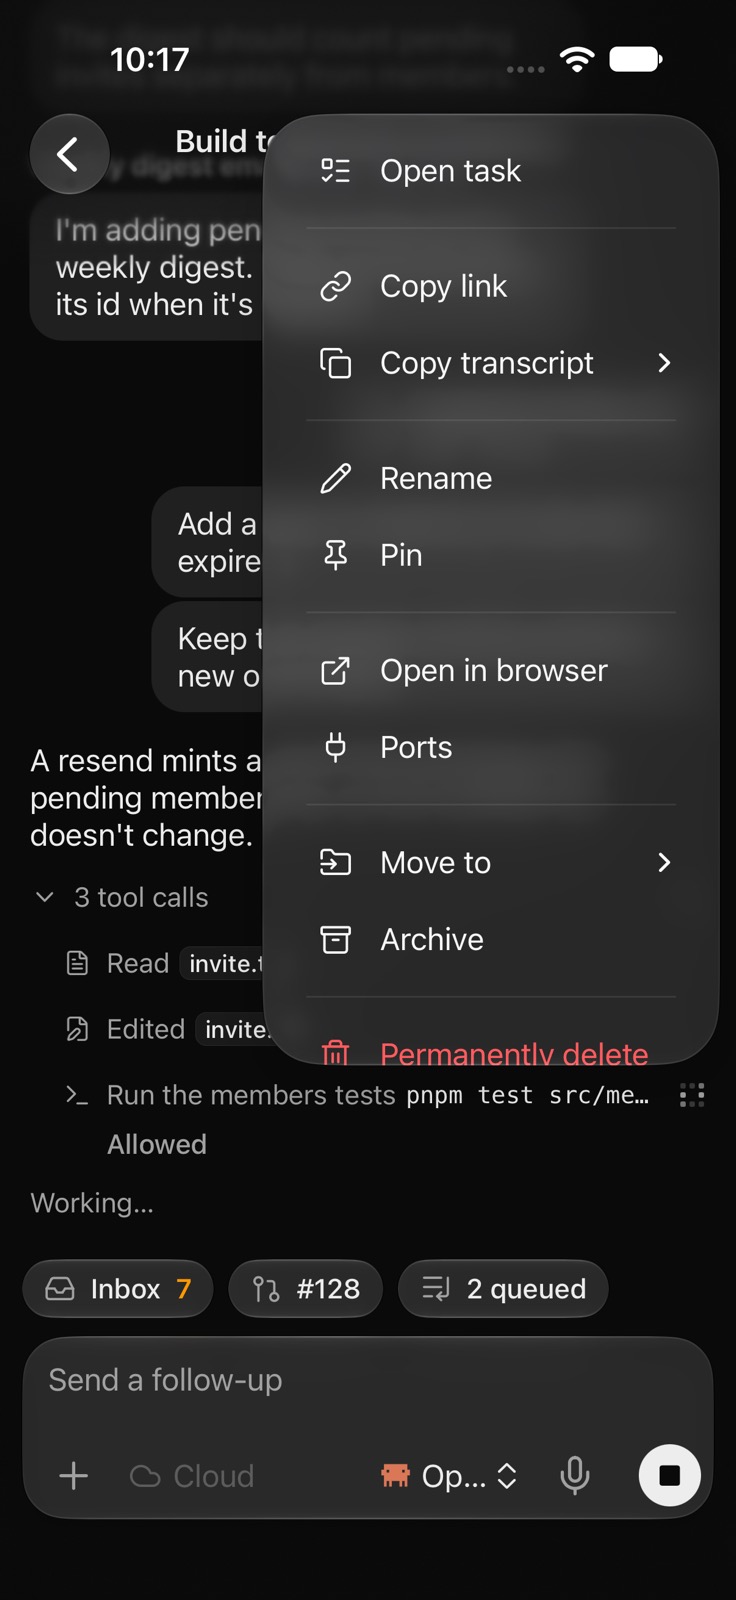 10:17
Build t
Open task
I'm adding pen
weekly digest.
its id when it's
Copy link
Copy transcript
Rename
Add a
expire
Pin
Keep t
new o
Open in browser
Ports
A resend mints a
pending member
doesn't change.
Move to
3 tool calls
Archive
Read invite.t
Edited invite.
Permanently delete
Run the members tests pnpm test src/me…
Allowed
Working...
Inbox 7
#128
2 queued
Send a follow-up
Cloud
Op...